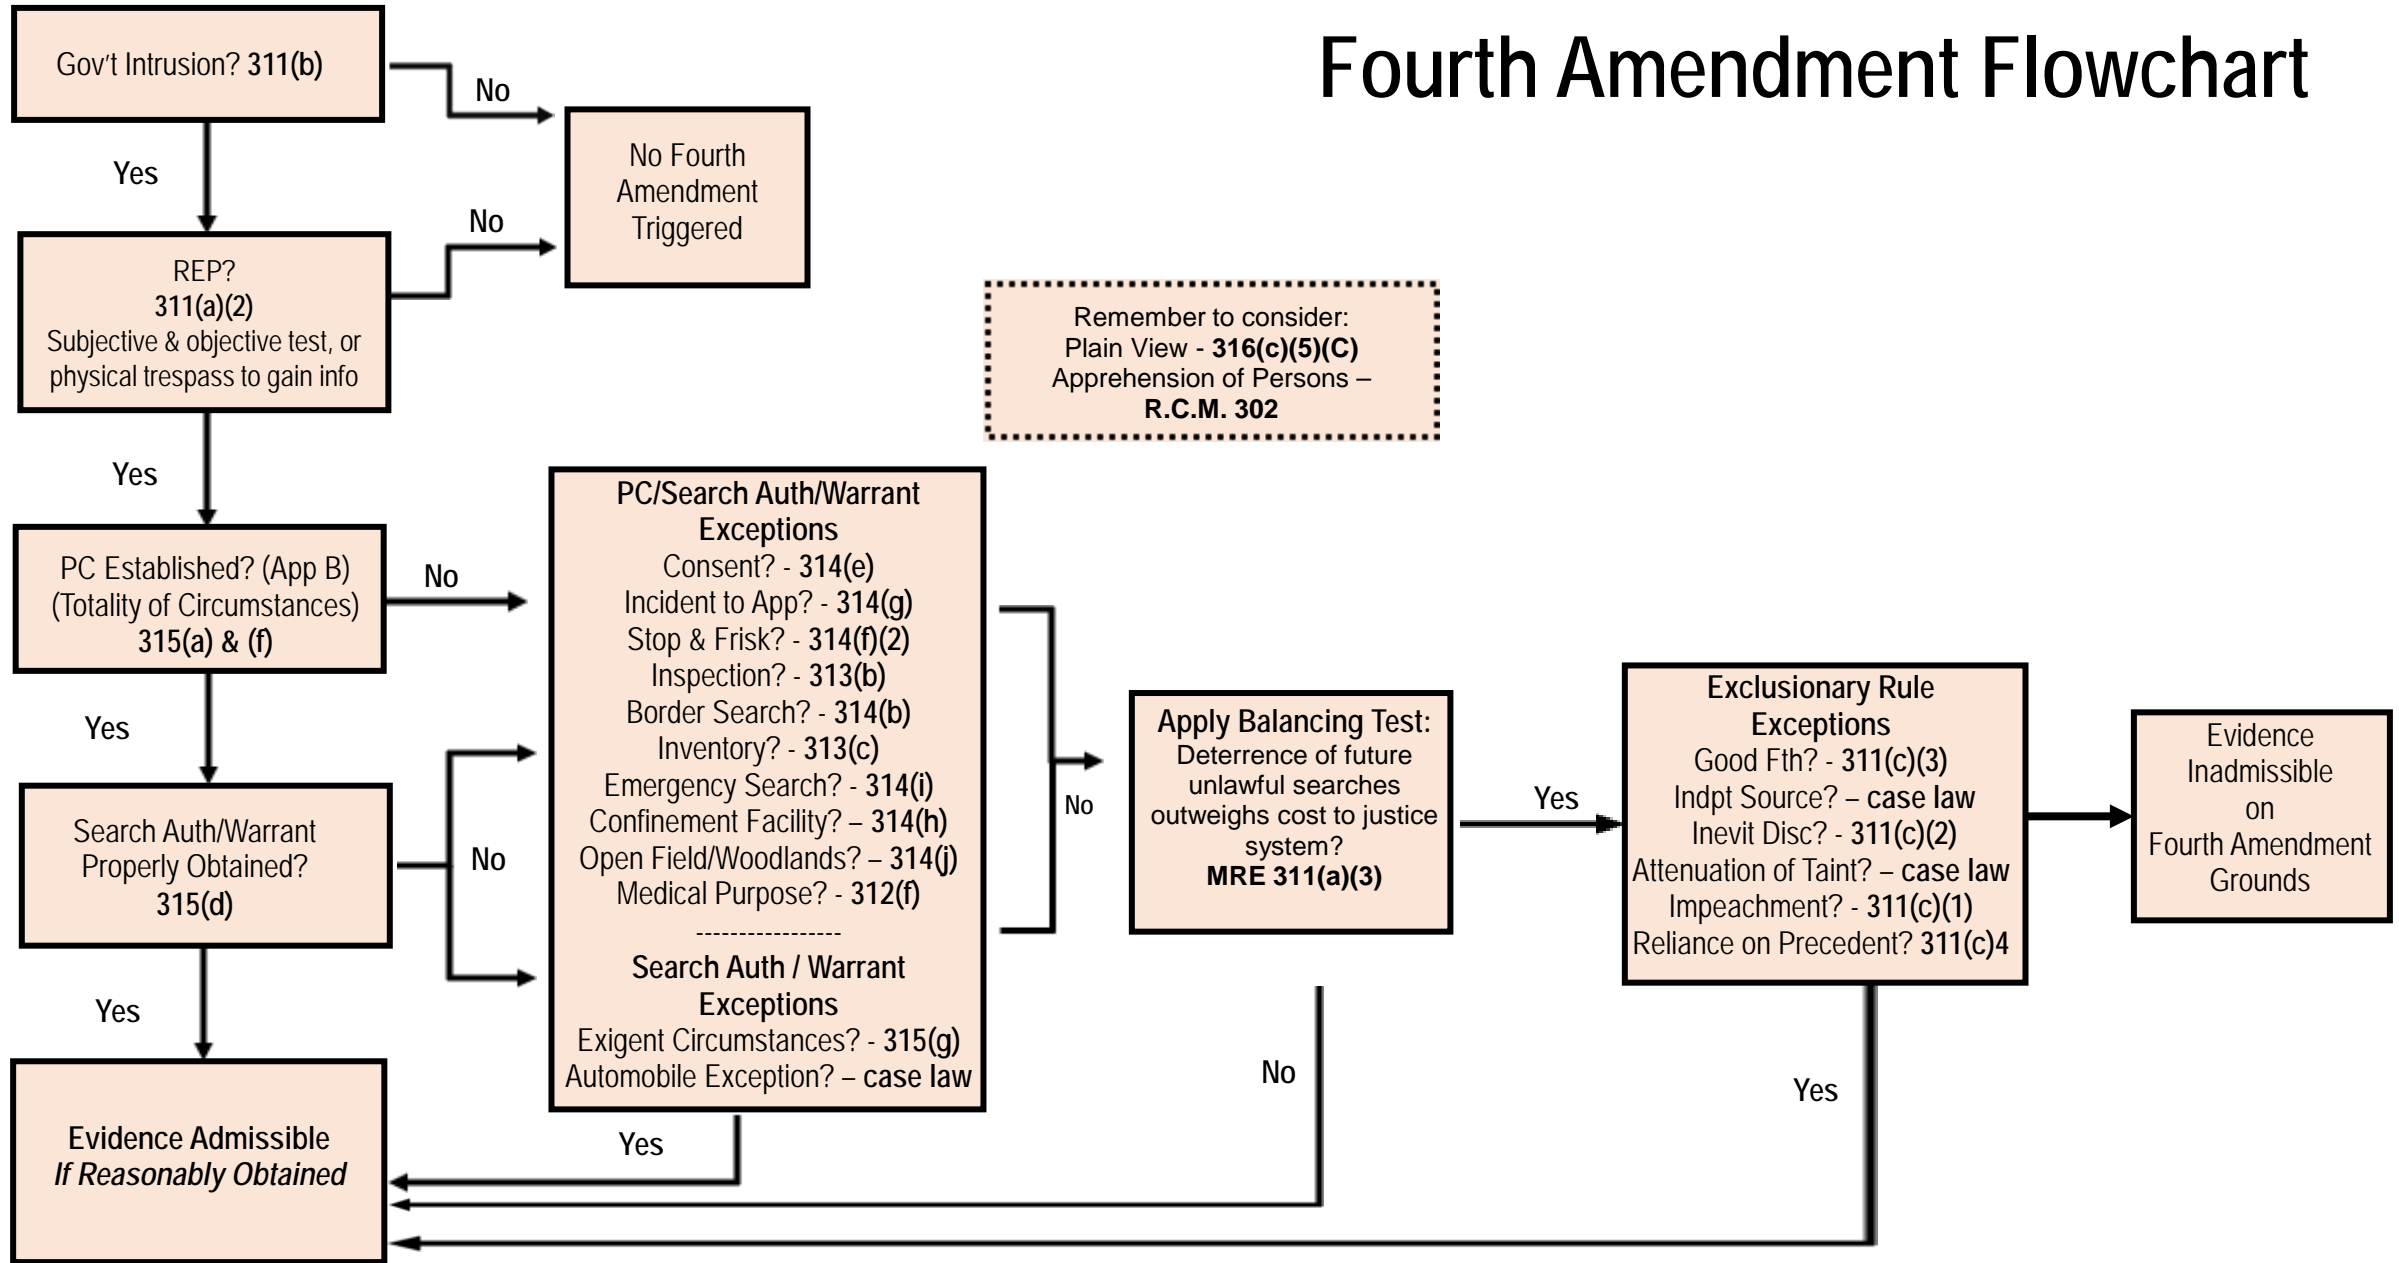 Fourth Amendment Flowchart
Gov't Intrusion? 311(b)
No
Yes
No Fourth
Amendment
Triggered
No
REP?
311(a)(2)
Subjective & objective test, or
physical trespass to gain info
Yes
Remember to consider:
Plain View - 316(c)(5)(C)
Apprehension of Persons –
R.C.M. 302
PC Established? (App B)
(Totality of Circumstances)
315(a) & (f)
No
Yes
Search Auth/Warrant
Properly Obtained?
315(d)
No
Yes
Evidence Admissible
If Reasonably Obtained
PC/Search Auth/Warrant
Exceptions
Consent? - 314(e)
Incident to App? - 314(g)
Stop & Frisk? - 314(f)(2)
Inspection? - 313(b)
Border Search? - 314(b)
Inventory? - 313(c)
Emergency Search? - 314(i)
Confinement Facility? – 314(h)
Open Field/Woodlands? – 314(j)
Medical Purpose? - 312(f)
-----------------
Search Auth / Warrant
Exceptions
Exigent Circumstances? - 315(g)
Automobile Exception? – case law
Yes
No
Apply Balancing Test:
Deterrence of future
unlawful searches
outweighs cost to justice
system?
MRE 311(a)(3)
No
Yes
Exclusionary Rule
Exceptions
Good Fth? - 311(c)(3)
Indpt Source? – case law
Inevit Disc? - 311(c)(2)
Attenuation of Taint? – case law
Impeachment? - 311(c)(1)
Reliance on Precedent? 311(c)4
Yes
Evidence
Inadmissible
on
Fourth Amendment
Grounds